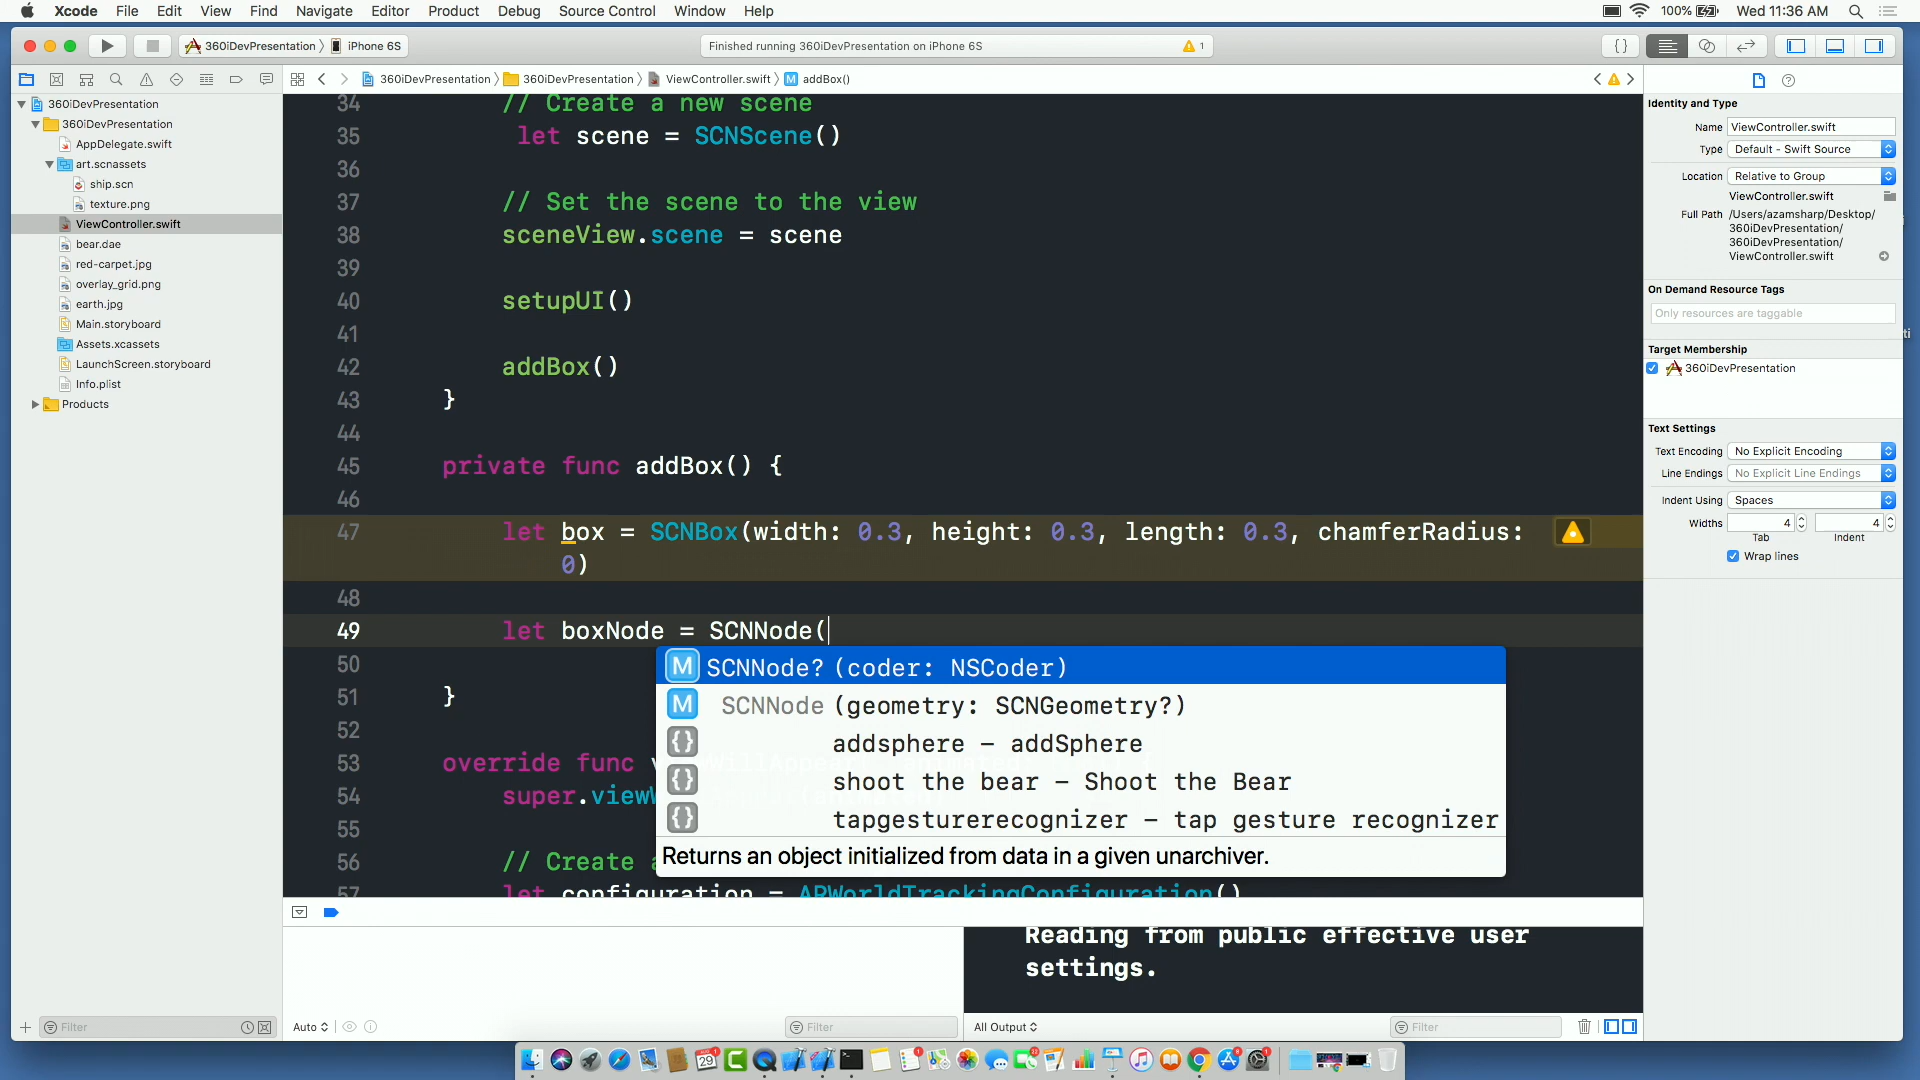 Xcode File Edit View Find Navigate Editor Product Debug Source Control Window Help
100% Wed 11:36 AM
360iDevPresentation iPhone 6S
Finished running 360iDevPresentation on iPhone 6S
1
360iDevPresentation 360iDevPresentation ViewController.swift M addBox()
360iDevPresentation
360iDevPresentation
AppDelegate.swift
art.scnassets
ship.scn
texture.png
ViewController.swift
bear.dae
red-carpet.jpg
overlay_grid.png
earth.jpg
Main.storyboard
Assets.xcassets
LaunchScreen.storyboard
Info.plist
Products
Filter
34 // Create a new scene
35 let scene = SCNScene()
36
37 // Set the scene to the view
38 sceneView.scene = scene
39
40 setupUI()
41
42 addBox()
43 }
44
45 private func addBox() {
46
47 let box = SCNBox(width: 0.3, height: 0.3, length: 0.3, chamferRadius:
0)
48
49 let boxNode = SCNNode(
50
51 }
52
53 override func
54 super.view
55
56 // Create
57 let configuration = ARWorldTrackingConfiguration()
M SCNNode? (coder: NSCoder)
M SCNNode (geometry: SCNGeometry?)
{} addsphere – addSphere
{} shoot the bear – Shoot the Bear
{} tapgesturerecognizer – tap gesture recognizer
Returns an object initialized from data in a given unarchiver.
Reading from public effective user
settings.
Auto
Filter
All Output
Filter
Identity and Type
Name ViewController.swift
Type Default - Swift Source
Location Relative to Group
ViewController.swift
Full Path /Users/azamsharp/Desktop/
360iDevPresentation/
360iDevPresentation/
ViewController.swift
On Demand Resource Tags
Only resources are taggable
Target Membership
360iDevPresentation
Text Settings
Text Encoding No Explicit Encoding
Line Endings No Explicit Line Endings
Indent Using Spaces
Widths 4 4
Tab Indent
Wrap lines